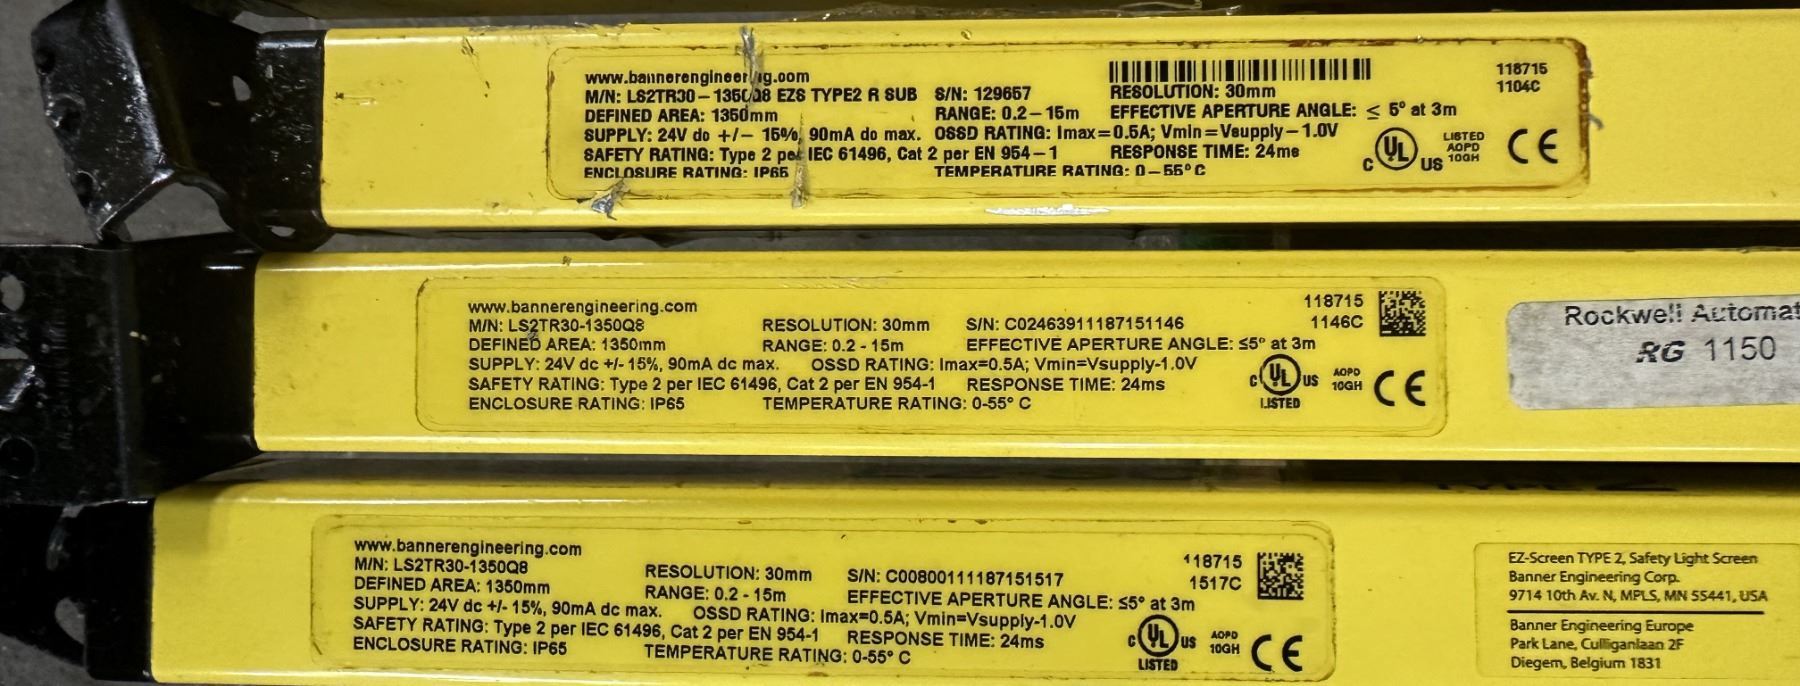 www.bannerengineering.com
M/N: LS2TR30-1350Q8 EZS TYPE2 R SUB S/N: 129657 RESOLUTION: 30mm
DEFINED AREA: 1350mm RANGE: 0.2-15m EFFECTIVE APERTURE ANGLE: ≤ 5° at 3m
SUPPLY: 24V dc +/- 15%, 90mA dc max. OSSD RATING: Imax=0.5A; Vmin=Vsupply-1.0V
SAFETY RATING: Type 2 per IEC 61496, Cat 2 per EN 954-1 RESPONSE TIME: 24ms
ENCLOSURE RATING: IP65 TEMPERATURE RATING: 0-55° C
118715
1104C
C UL US
LISTED
AOPD
10GH
CE
www.bannerengineering.com
M/N: LS2TR30-1350Q8 RESOLUTION: 30mm S/N: C02463911187151146
DEFINED AREA: 1350mm RANGE: 0.2 - 15m EFFECTIVE APERTURE ANGLE: ≤5° at 3m
SUPPLY: 24V dc +/- 15%, 90mA dc max. OSSD RATING: Imax=0.5A; Vmin=Vsupply-1.0V
SAFETY RATING: Type 2 per IEC 61496, Cat 2 per EN 954-1 RESPONSE TIME: 24ms
ENCLOSURE RATING: IP65 TEMPERATURE RATING: 0-55° C
118715
1146C
C UL US
LISTED
AOPD
10GH
CE
Rockwell Automat
RG 1150
www.bannerengineering.com
M/N: LS2TR30-1350Q8 RESOLUTION: 30mm S/N: C00800111187151517
DEFINED AREA: 1350mm RANGE: 0.2 - 15m EFFECTIVE APERTURE ANGLE: ≤5° at 3m
SUPPLY: 24V dc +/- 15%, 90mA dc max. OSSD RATING: Imax=0.5A; Vmin=Vsupply-1.0V
SAFETY RATING: Type 2 per IEC 61496, Cat 2 per EN 954-1 RESPONSE TIME: 24ms
ENCLOSURE RATING: IP65 TEMPERATURE RATING: 0-55° C
118715
1517C
C UL US
LISTED
AOPD
10GH
CE
EZ-Screen TYPE 2, Safety Light Screen
Banner Engineering Corp.
9714 10th Av. N, MPLS, MN 55441, USA
Banner Engineering Europe
Park Lane, Culliganlaan 2F
Diegem, Belgium 1831